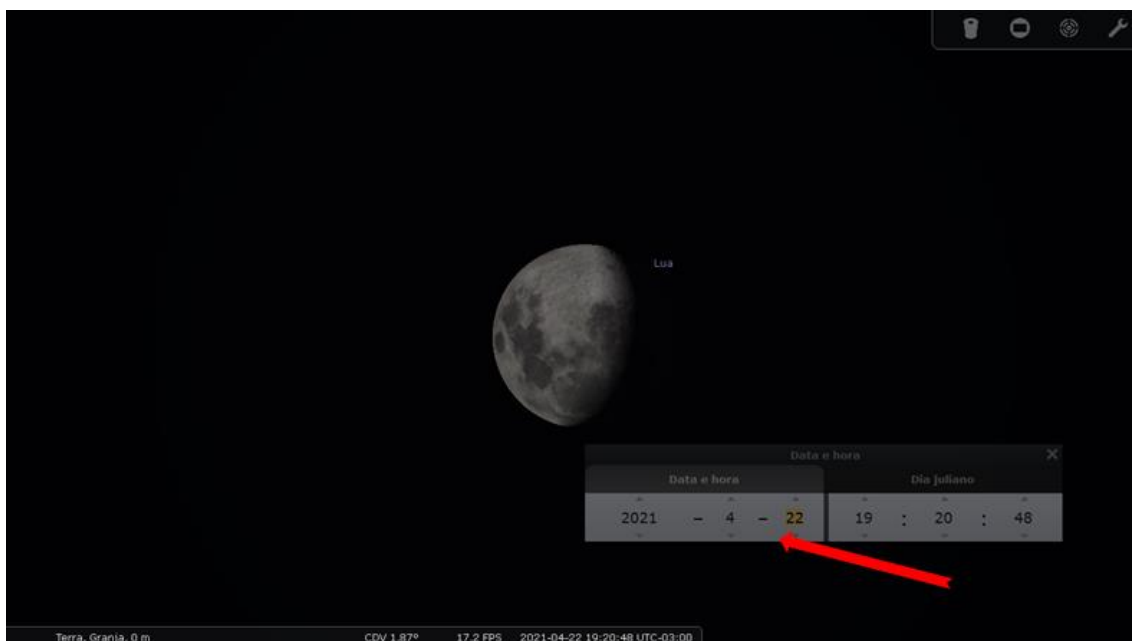 Lua
Data e hora
Data e hora Dia juliano
2021 – 4 – 22 19 : 20 : 48
Terra, Granja, 0 m CDV 1.87° 17.2 FPS 2021-04-22 19:20:48 UTC-03:00